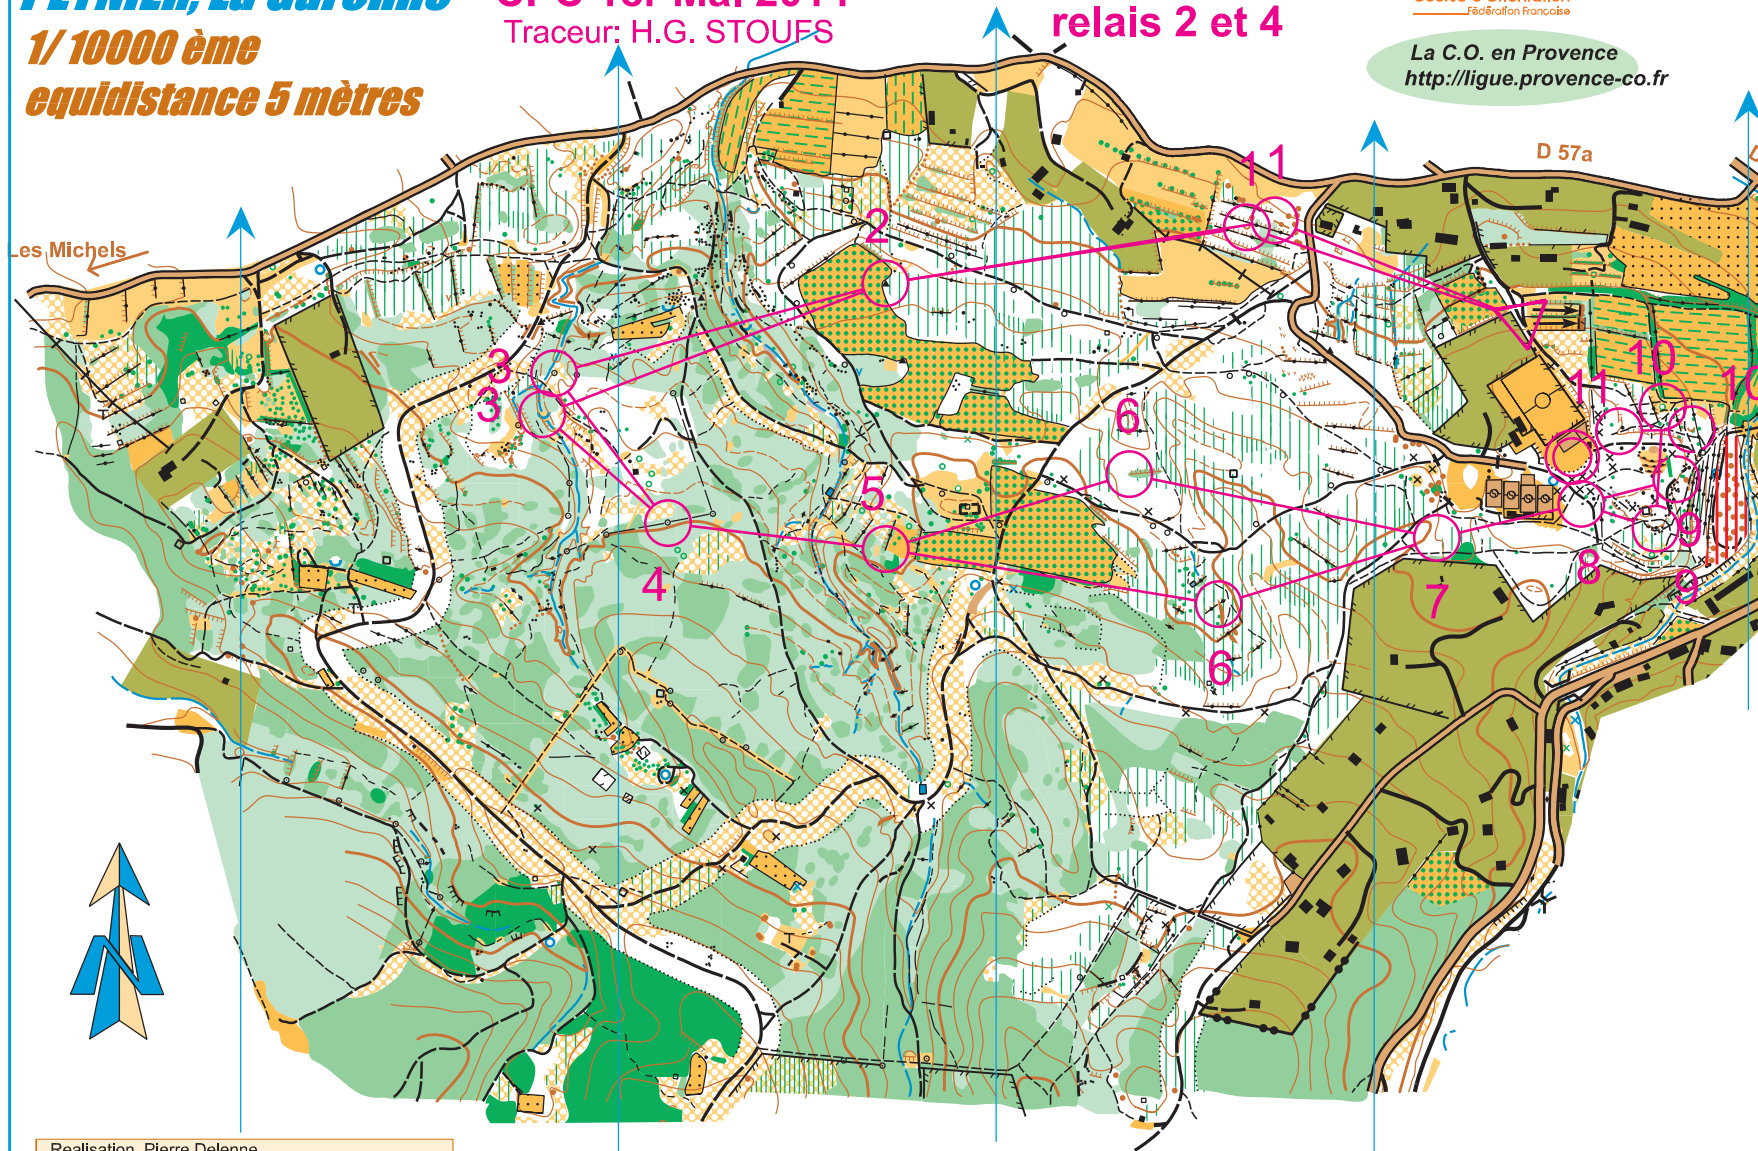 1/ 10000 ème
equidistance 5 mètres
Traceur: H.G. STOUFS
relais 2 et 4
Fédération Francaise
La C.O. en Provence
http://ligue.provence-co.fr
D 57a
Les Michels
11
2
3
3
10
10
11
6
5
4
8
9
9
7
6
N
Realisation Pierre Delenne